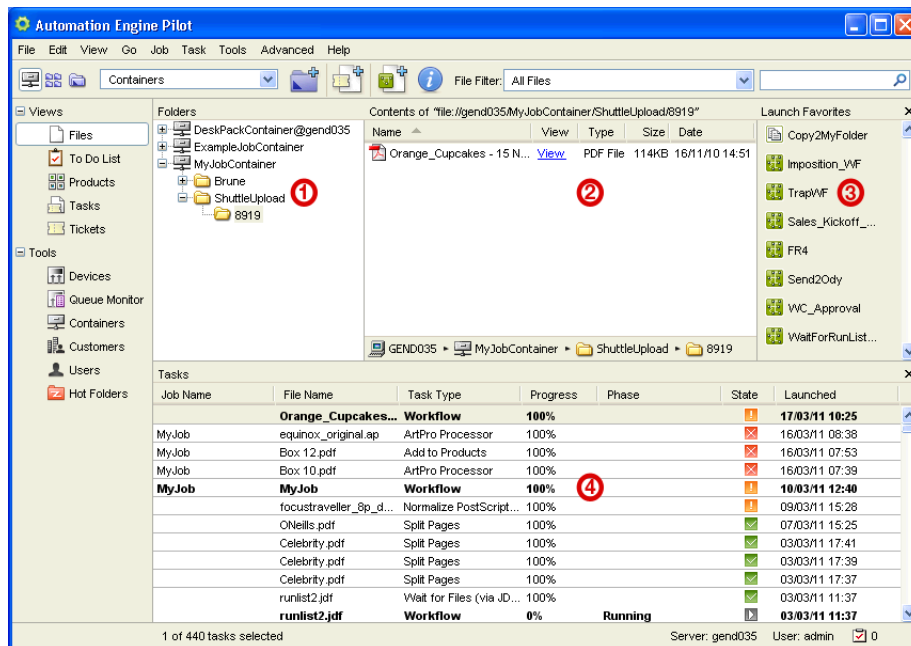 Automation Engine Pilot
File Edit View Go Job Task Tools Advanced Help
Containers File Filter: All Files
Views
Files
To Do List
Products
Tasks
Tickets
Tools
Devices
Queue Monitor
Containers
Customers
Users
Hot Folders
Folders
DeskPackContainer@gend035
ExampleJobContainer
MyJobContainer
Brune
ShuttleUpload
8919
1
Contents of "file://gend035/MyJobContainer/ShuttleUpload/8919"
Name View Type Size Date
Orange_Cupcakes - 15 N... View PDF File 114KB 16/11/10 14:51
2
GEND035 MyJobContainer ShuttleUpload 8919
Launch Favorites
Copy2MyFolder
Imposition_WF
TrapWF 3
Sales_Kickoff_...
FR4
Send2Ody
WC_Approval
WaitForRunList...
Tasks
Job Name File Name Task Type Progress Phase State Launched
Orange_Cupcakes... Workflow 100% 17/03/11 10:25
MyJob equinox_original.ap ArtPro Processor 100% 16/03/11 08:38
MyJob Box 12.pdf Add to Products 100% 16/03/11 07:53
MyJob Box 10.pdf ArtPro Processor 100% 16/03/11 07:39
MyJob MyJob Workflow 100% 4 10/03/11 12:40
focustraveller_8p_d... Normalize PostScript... 100% 09/03/11 15:28
ONeills.pdf Split Pages 100% 07/03/11 15:25
Celebrity.pdf Split Pages 100% 03/03/11 17:41
Celebrity.pdf Split Pages 100% 03/03/11 17:39
Celebrity.pdf Split Pages 100% 03/03/11 17:37
runlist2.jdf Wait for Files (via JD... 100% 03/03/11 11:37
runlist2.jdf Workflow 0% Running 03/03/11 11:37
1 of 440 tasks selected Server: gend035 User: admin 0